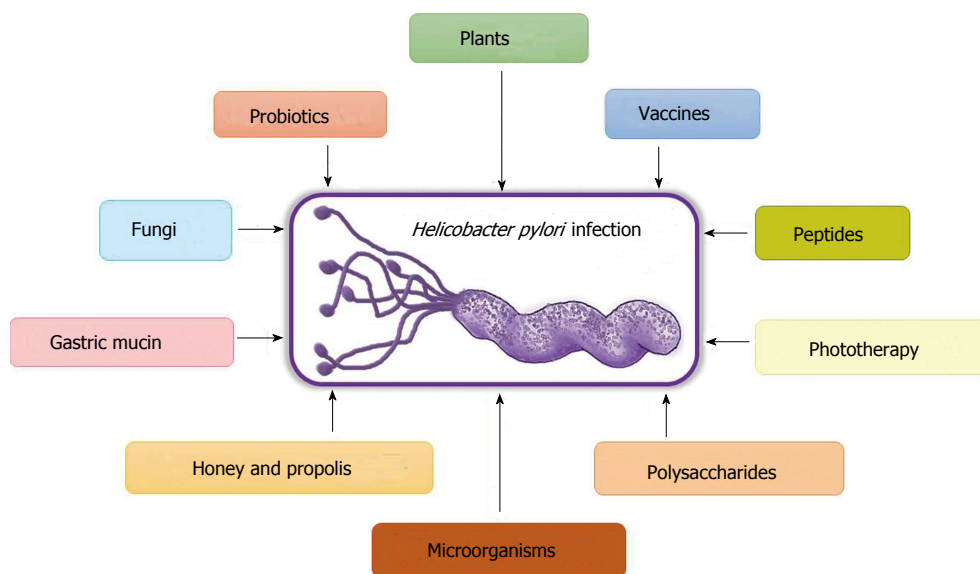 Plants
Probiotics
Vaccines
Fungi
Helicobacter pylori infection
Peptides
Gastric mucin
Phototherapy
Honey and propolis
Polysaccharides
Microorganisms